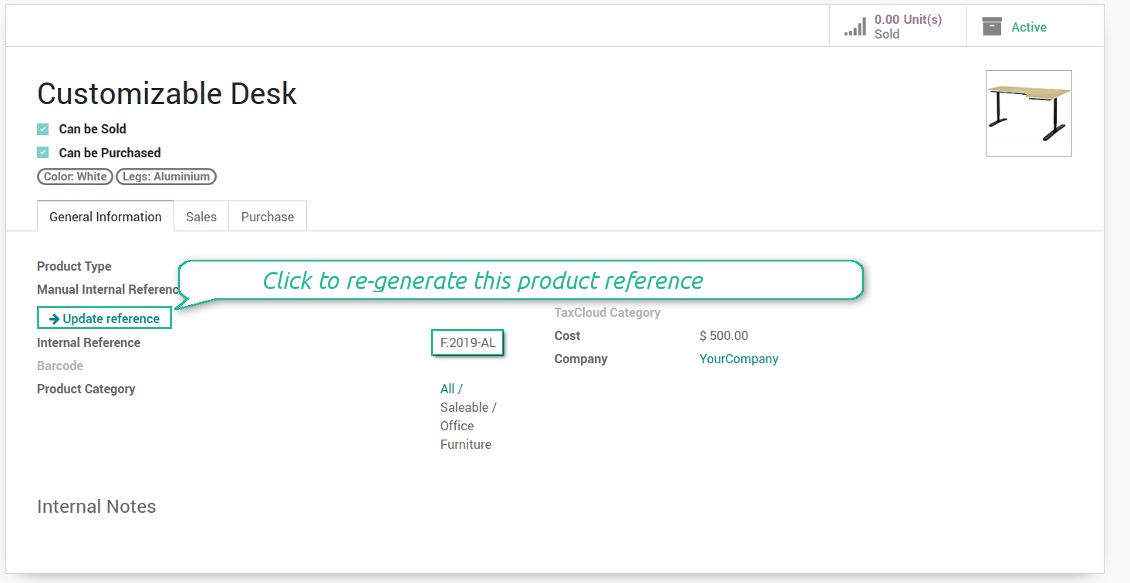 0.00 Unit(s)
Sold
Active
Customizable Desk
Can be Sold
Can be Purchased
Color: White Legs: Aluminium
General Information Sales Purchase
Product Type
Click to re-generate this product reference
Manual Internal Referenc
Update reference
Internal Reference F.2019-AL
Barcode
Product Category All /
Saleable /
Office
Furniture
TaxCloud Category
Cost $ 500.00
Company YourCompany
Internal Notes